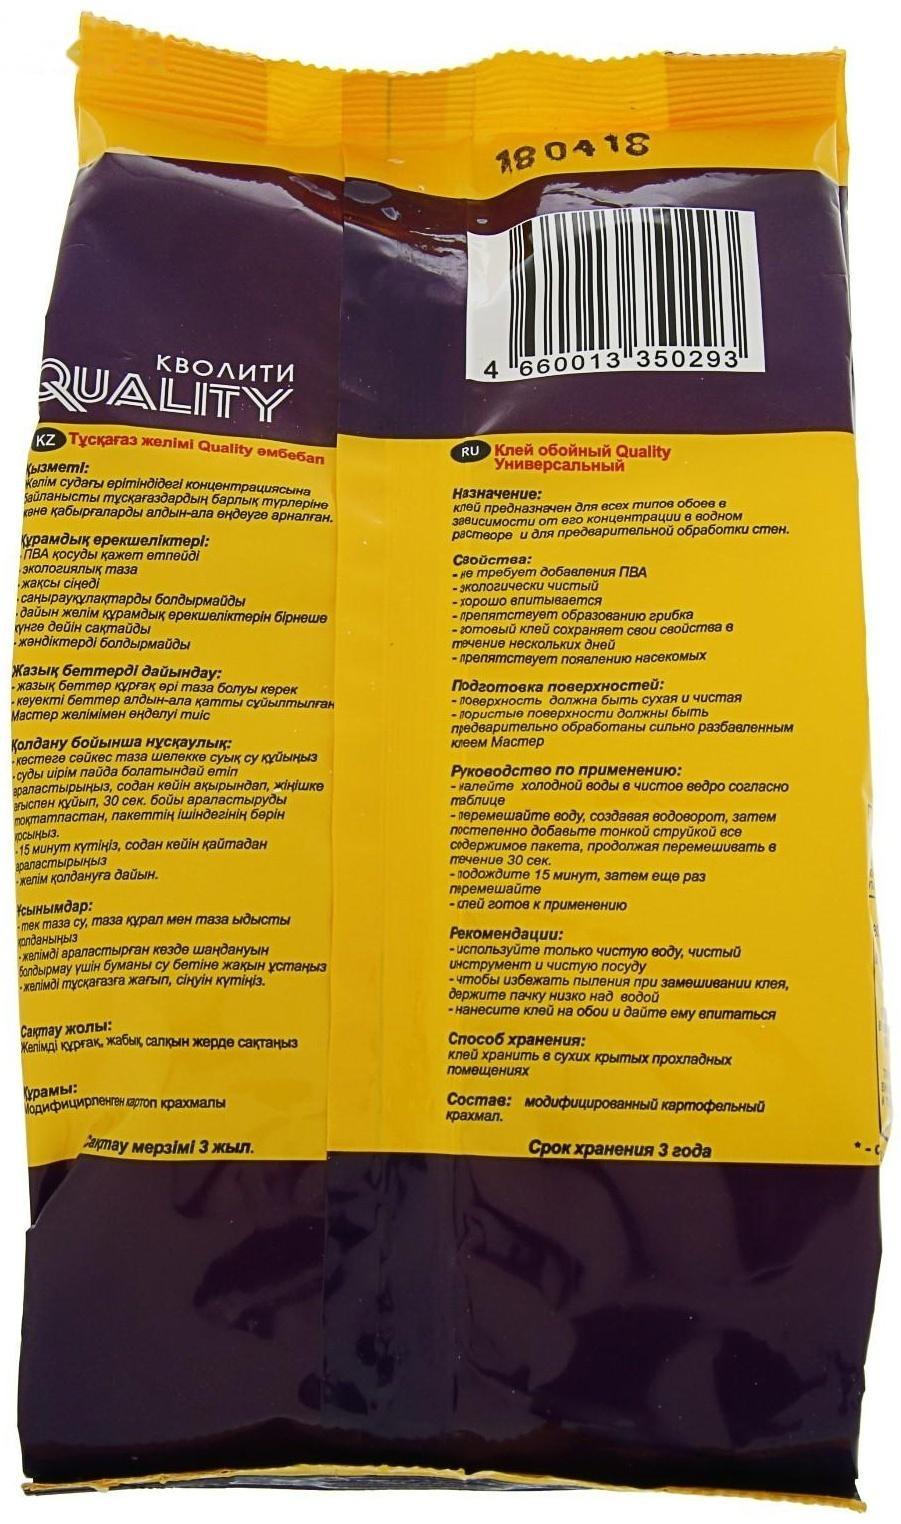 180418
4 660013 350293
КВОЛИТИ
QUALITY
KZ Тұсқағаз желімі Quality әмбебап
Қызметі:
Желім судағы ерітіндідегі концентрациясына
байланысты тұсқағаздардың барлық түрлеріне
және қабырғаларды алдын-ала өңдеуге арналған.
Құрамдық ерекшеліктері:
- ПВА қосуды қажет етпейді
- экологиялық таза
- жақсы сіңеді
- саңырауқұлақтарды болдырмайды
- дайын желім құрамдық ерекшеліктерін бірнеше
күнге дейін сақтайды
- жәндіктерді болдырмайды
Жазық беттерді дайындау:
- жазық беттер құрғақ әрі таза болуы керек
- кеуекті беттер алдын-ала қатты сұйылтылған
Мастер желімімен өңделуі тиіс
Қолдану бойынша нұсқаулық:
- кестеге сәйкес таза шелекке суық су құйыңыз
- суды иірім пайда болатындай етіп
араластырыңыз, содан кейін ақырындап, жіңішке
ағыспен құйып, 30 сек. бойы араластыруды
тоқтатпастан, пакеттің ішіндегінің бәрін
қосыңыз.
- 15 минут күтіңіз, содан кейін қайтадан
араластырыңыз
- желім қолдануға дайын.
Ұсынымдар:
- тек таза су, таза құрал мен таза ыдысты
қолданыңыз
- желімді араластырған кезде шаңдануын
болдырмау үшін буманы су бетіне жақын ұстаңыз
- желімді тұсқағазға жағып, сіңуін күтіңіз.
Сақтау жолы:
Желімді құрғақ, жабық, салқын жерде сақтаңыз
Құрамы:
Модифицирленген картоп крахмалы
Сақтау мерзімі 3 жыл.
RU Клей обойный Quality
Универсальный
Назначение:
клей предназначен для всех типов обоев в
зависимости от его концентрации в водном
растворе и для предварительной обработки стен.
Свойства:
- не требует добавления ПВА
- экологически чистый
- хорошо впитывается
- препятствует образованию грибка
- готовый клей сохраняет свои свойства в
течение нескольких дней
- препятствует появлению насекомых
Подготовка поверхностей:
- поверхность должна быть сухая и чистая
- пористые поверхности должны быть
предварительно обработаны сильно разбавленным
клеем Мастер
Руководство по применению:
- налейте холодной воды в чистое ведро согласно
таблице
- перемешайте воду, создавая водоворот, затем
постепенно добавьте тонкой струйкой все
содержимое пакета, продолжая перемешивать в
течение 30 сек.
- подождите 15 минут, затем еще раз
перемешайте
- клей готов к применению
Рекомендации:
- используйте только чистую воду, чистый
инструмент и чистую посуду
- чтобы избежать пыления при замешивании клея,
держите пачку низко над водой
- нанесите клей на обои и дайте ему впитаться
Способ хранения:
клей хранить в сухих крытых прохладных
помещениях
Состав: модифицированный картофельный
крахмал.
Срок хранения 3 года